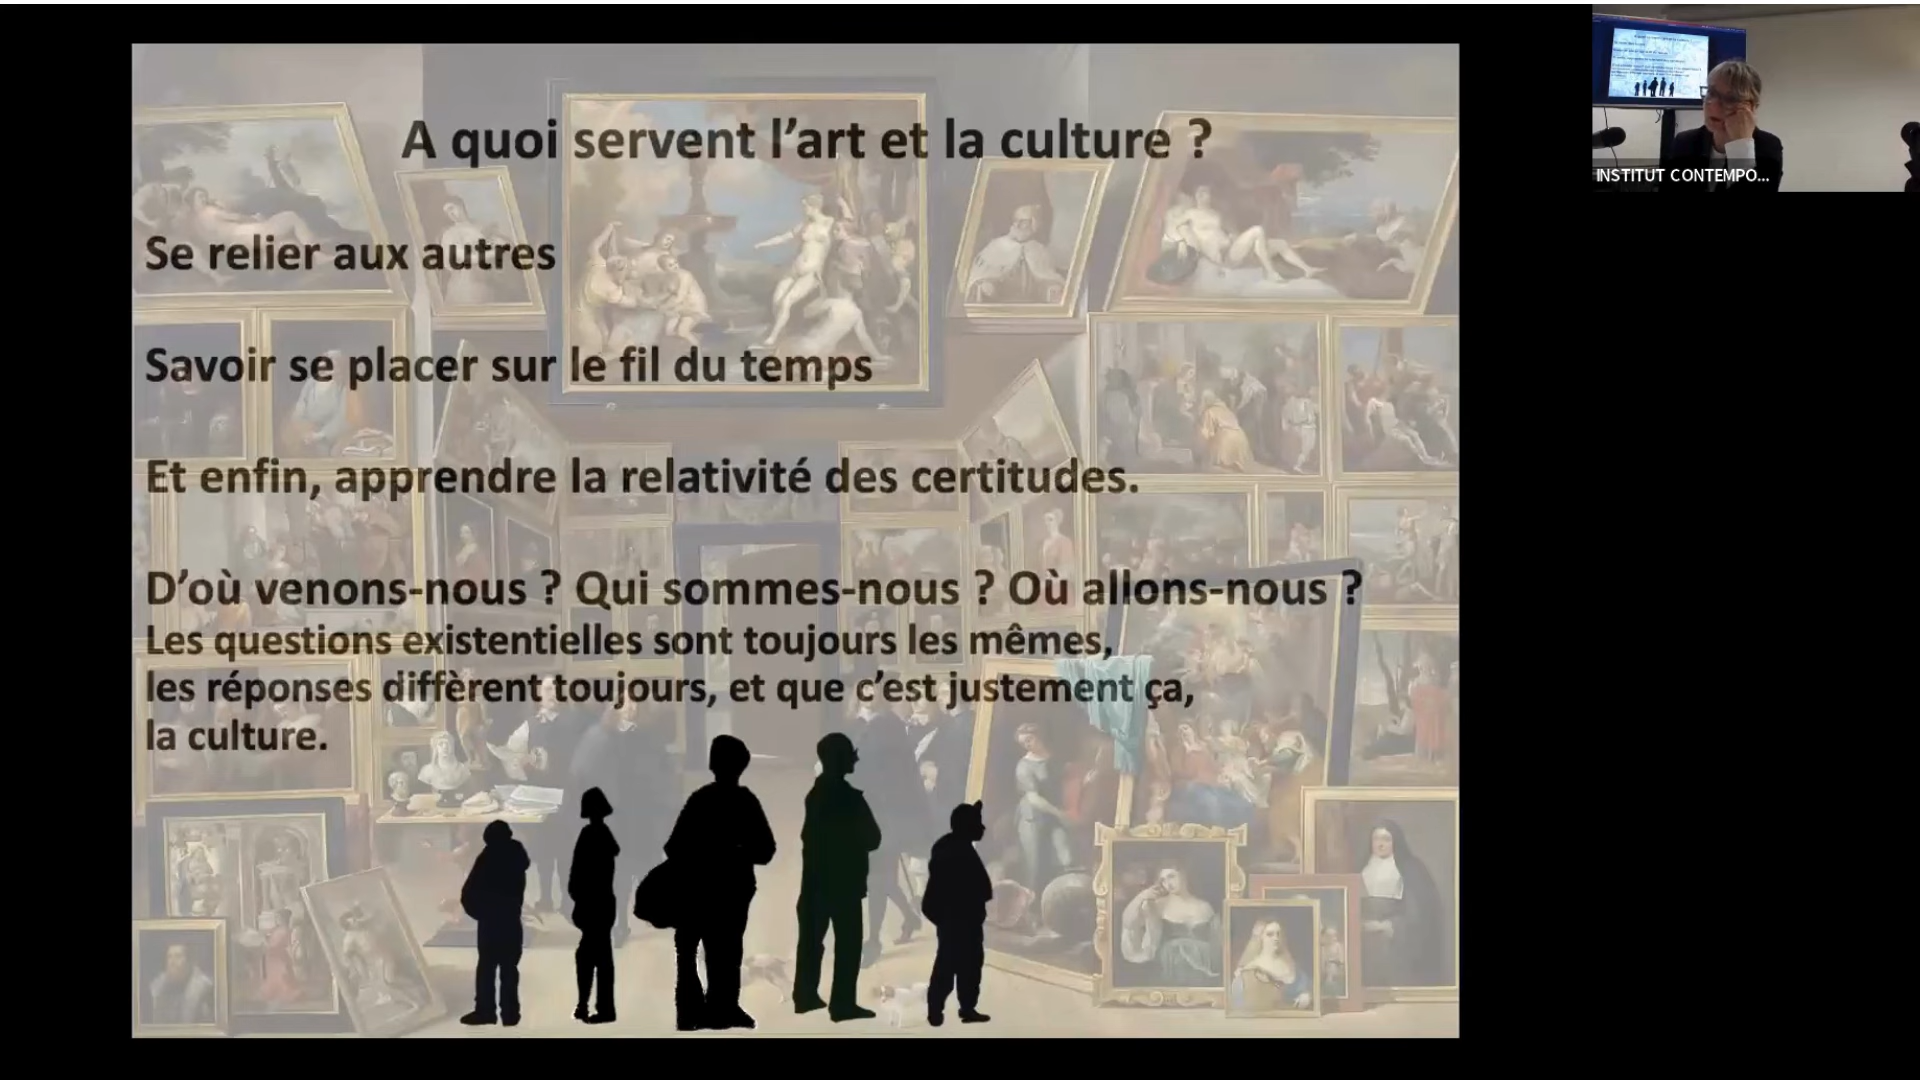 A quoi servent l’art et la culture ?
Se relier aux autres
Savoir se placer sur le fil du temps
Et enfin, apprendre la relativité des certitudes.
D’où venons-nous ? Qui sommes-nous ? Où allons-nous ?
Les questions existentielles sont toujours les mêmes,
les réponses diffèrent toujours, et que c’est justement ça,
la culture.
INSTITUT CONTEMPO...